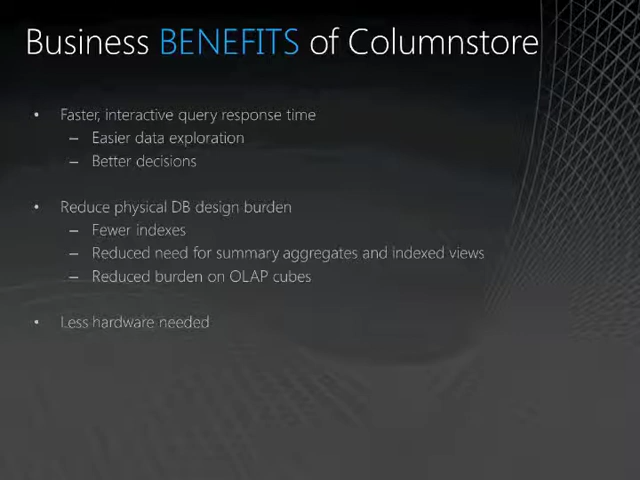 Business BENEFITS of Columnstore
• Faster, interactive query response time
– Easier data exploration
– Better decisions
• Reduce physical DB design burden
– Fewer indexes
– Reduced need for summary aggregates and indexed views
– Reduced burden on OLAP cubes
• Less hardware needed